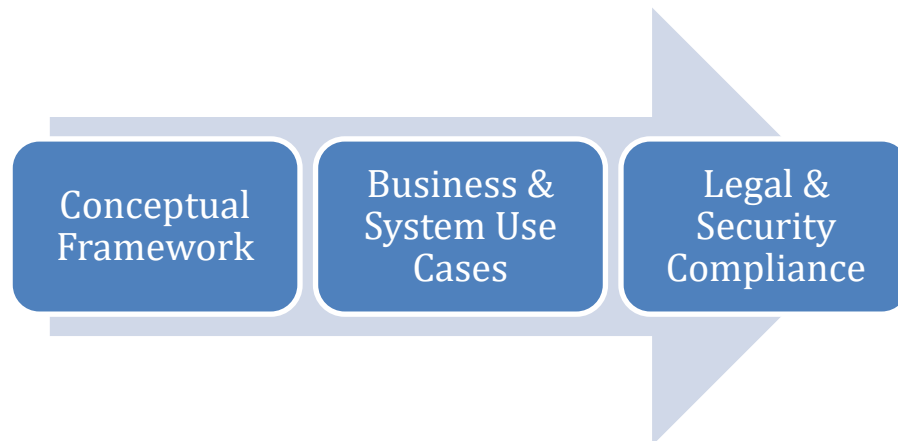 Conceptual
Framework
Business &
System Use
Cases
Legal &
Security
Compliance